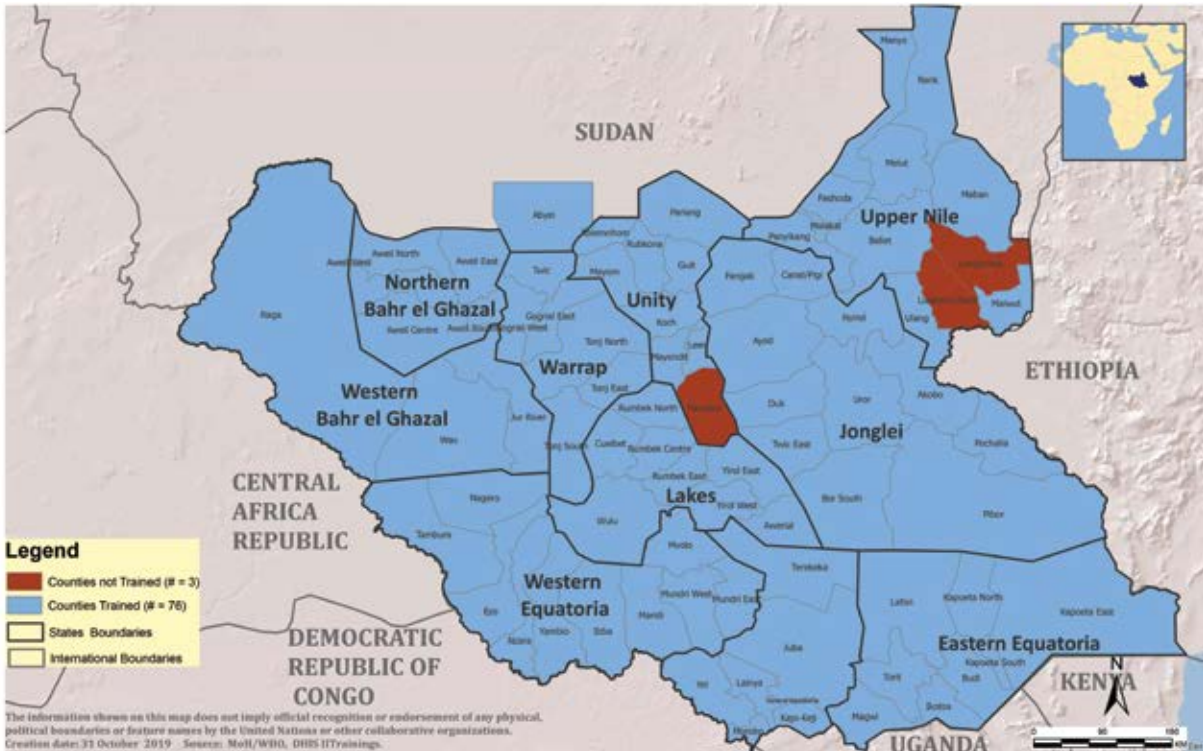 SUDAN
Manyo
Renk
Melut
Maban
Fashoda
Upper Nile
Malakal
Baliet
Panyikang
Ulang
Maiwut
Abyei
Pariang
Rubkona
Guit
Mayom
Unity
Koch
Leer
Mayendit
Fangak
Canal/Pigi
Nyirol
Ayod
Duk
Uror
Akobo
Pochalla
Jonglei
Twic East
Bor South
Pibor
Raga
Aweil North
Aweil East
Northern
Bahr el Ghazal
Aweil Centre
Twic
Gogrial East
Tonj North
Warrap
Tonj East
Tonj South
Western
Bahr el Ghazal
Jur River
Wau
Rumbek North
Cueibet
Rumbek Centre
Rumbek East
Yirol East
Yirol West
Lakes
Wulu
Awerial
ETHIOPIA
CENTRAL
AFRICA
REPUBLIC
Nagero
Tambura
Western
Equatoria
Ezo
Nzara
Yambio
Ibba
Maridi
Mvolo
Mundri West
Mundri East
Terekeka
Juba
Yei
Lainya
Morobo
Kajo-Keji
Lafon
Kapoeta North
Kapoeta East
Eastern Equatoria
Kapoeta South
Torit
Budi
Ikotos
Magwi
DEMOCRATIC
REPUBLIC OF
CONGO
UGANDA
KENYA
N
0 90 180
KM
Legend
Counties not Trained (# = 3)
Counties Trained (# = 76)
States Boundaries
International Boundaries
The information shown on this map does not imply official recognition or endorsement of any physical,
political boundaries or feature names by the United Nations or other collaborative organizations.
Creation date: 31 October 2019 Source: MoH/WHO, DHIS IITrainings.